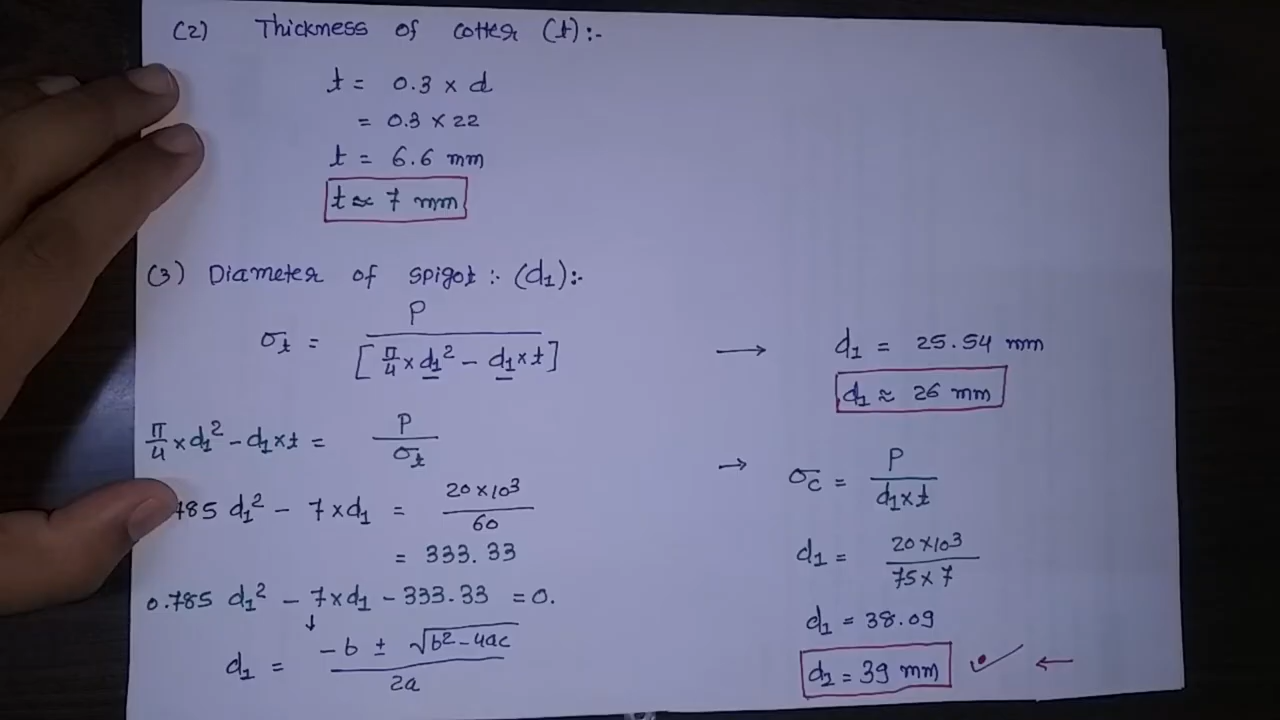 (2) Thickness of cotter (t):-
t = 0.3 × d
= 0.3 × 22
t = 6.6 mm
t ≈ 7 mm
(3) Diameter of spigot :- (d₁):-
σt = P / [π/4 × d₁² - d₁ × t]
π/4 × d₁² - d₁ × t = P / σt
785 d₁² - 7 × d₁ = 20 × 10³ / 60
= 333.33
0.785 d₁² - 7 × d₁ - 333.33 = 0.
↓
d₁ = -b ± √(b² - 4ac) / 2a
→ d₁ = 25.54 mm
d₁ ≈ 26 mm
→ σc = P / d₁ × t
d₁ = 20 × 10³ / 75 × 7
d₁ = 38.09
d₁ = 39 mm ✓ ←